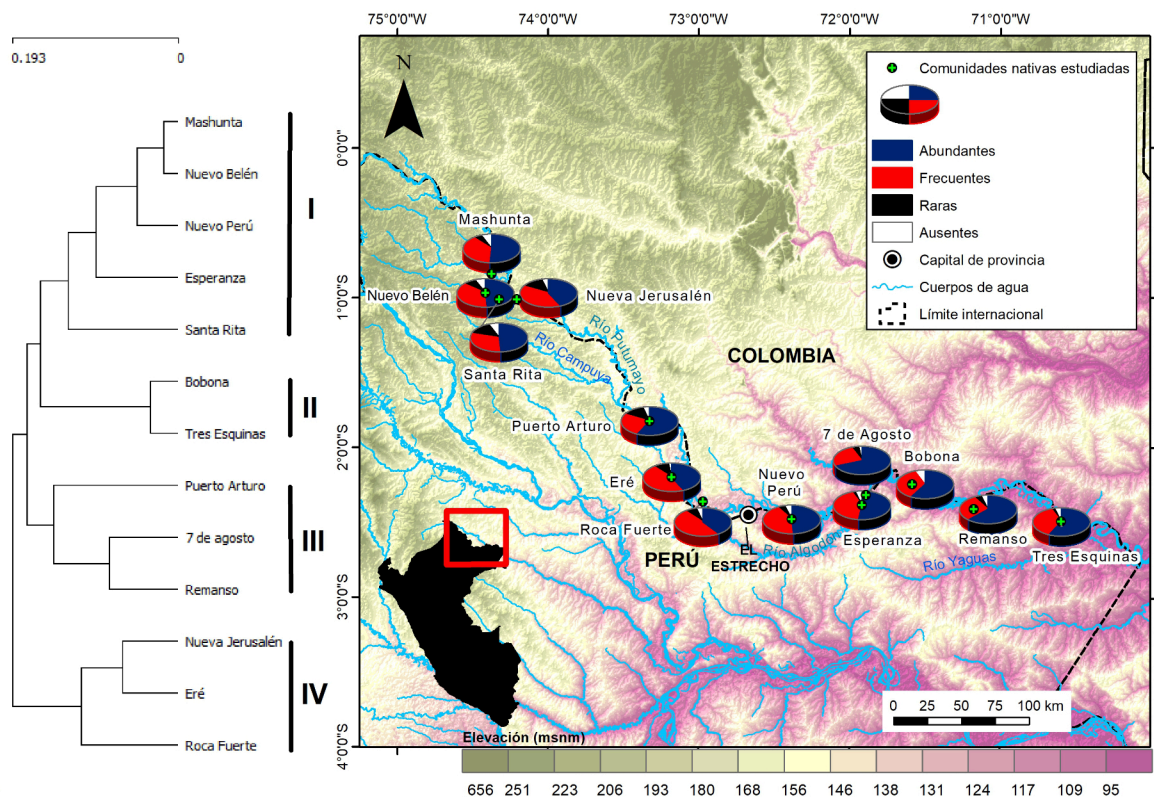 0.193 0
Mashunta
Nuevo Belén
Nuevo Perú
Esperanza
Santa Rita
I
Bobona
Tres Esquinas
II
Puerto Arturo
7 de agosto
Remanso
III
Nueva Jerusalén
Eré
Roca Fuerte
IV
75°0'0"W 74°0'0"W 73°0'0"W 72°0'0"W 71°0'0"W
0°0'0"
1°0'0"S
2°0'0"S
3°0'0"S
4°0'0"S
N
Comunidades nativas estudiadas
Abundantes
Frecuentes
Raras
Ausentes
Capital de provincia
Cuerpos de agua
Límite internacional
Mashunta
Nuevo Belén
Nueva Jerusalén
Santa Rita
Río Putumayo
Río Campuya
COLOMBIA
Puerto Arturo
7 de Agosto
Bobona
Eré
Nuevo
Perú
Roca Fuerte
Esperanza
Remanso
Tres Esquinas
PERÚ
EL
ESTRECHO
Río Algodón
Río Yaguas
0 25 50 75 100 km
Elevación (msnm)
656 251 223 206 193 180 168 156 146 138 131 124 117 109 95